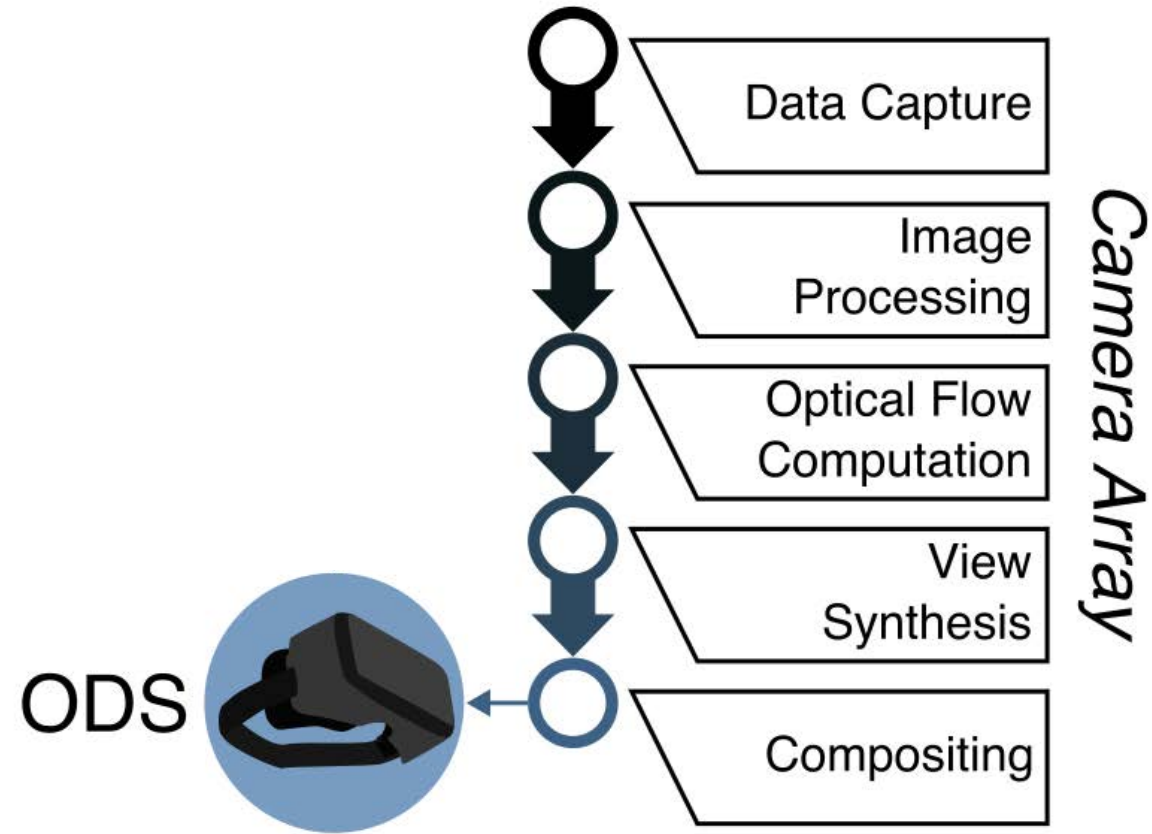 Data Capture
Image
Processing
Optical Flow
Computation
View
Synthesis
Compositing
Camera Array
ODS